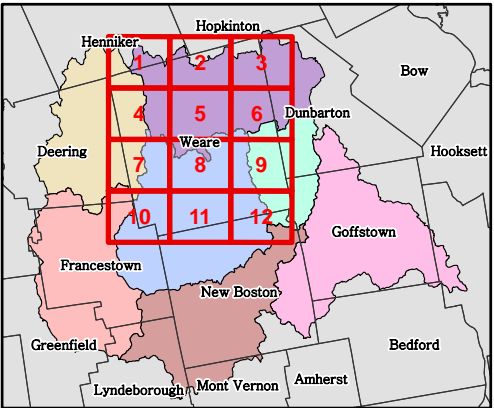 Hopkinton
Henniker
1 2 3
Bow
4 5 6
Dunbarton
Weare
Deering
Hooksett
7 8 9
10 11 12
Goffstown
Francestown
New Boston
Greenfield
Bedford
Lyndeborough
Mont Vernon
Amherst